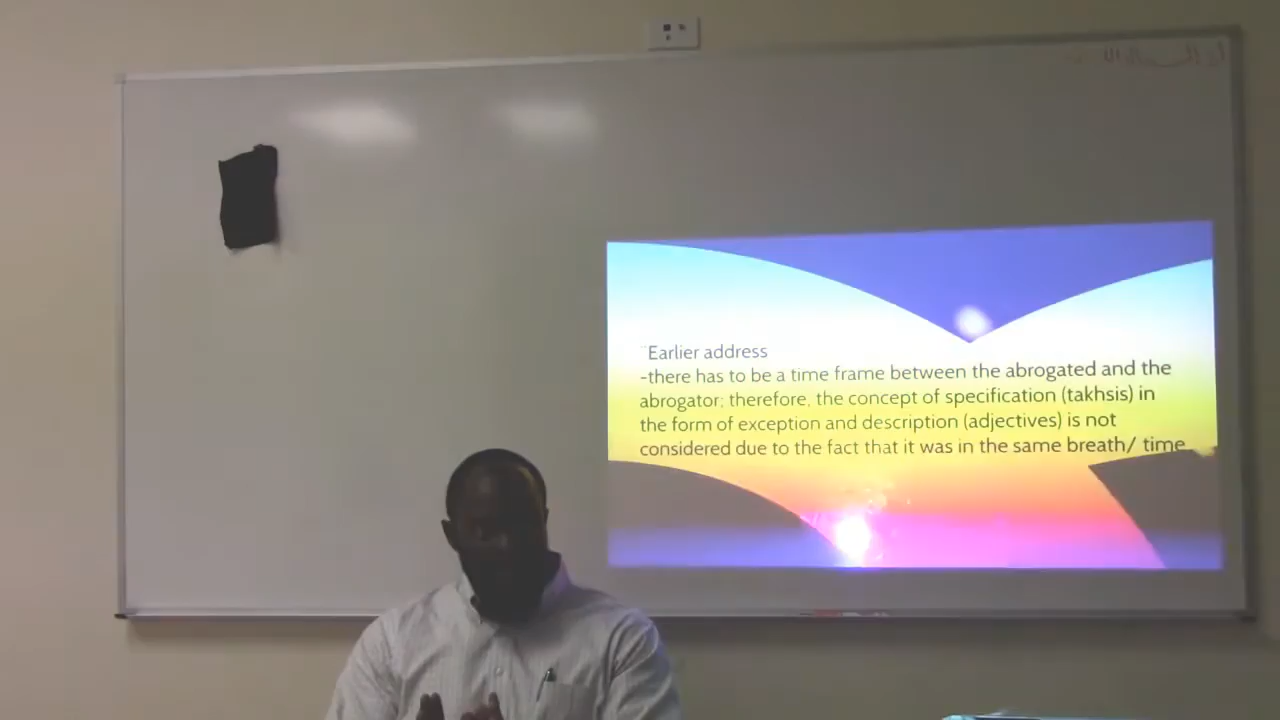 ¨Earlier address
-there has to be a time frame between the abrogated and the
abrogator; therefore, the concept of specification (takhsis) in
the form of exception and description (adjectives) is not
considered due to the fact that it was in the same breath/ time